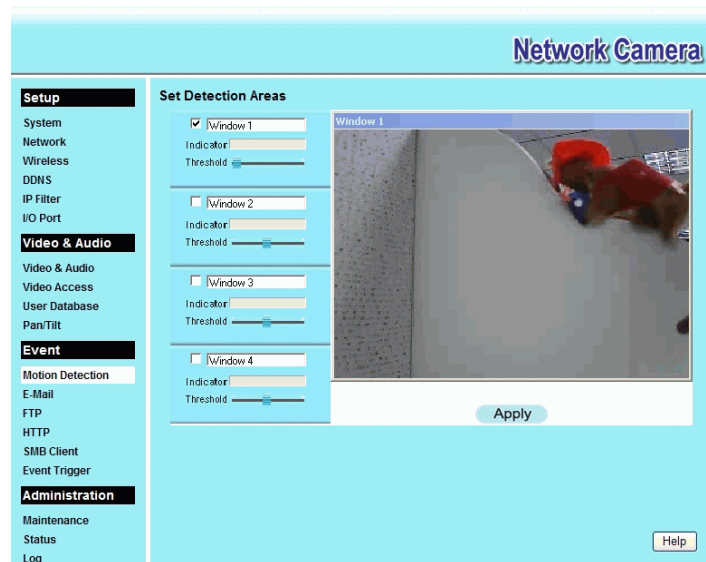 Network Camera
Setup
System
Network
Wireless
DDNS
IP Filter
I/O Port
Video & Audio
Video & Audio
Video Access
User Database
Pan/Tilt
Event
Motion Detection
E-Mail
FTP
HTTP
SMB Client
Event Trigger
Administration
Maintenance
Status
Log
Set Detection Areas
Window 1
Indicator
Threshold
Window 2
Indicator
Threshold
Window 3
Indicator
Threshold
Window 4
Indicator
Threshold
Window 1
Apply
Help